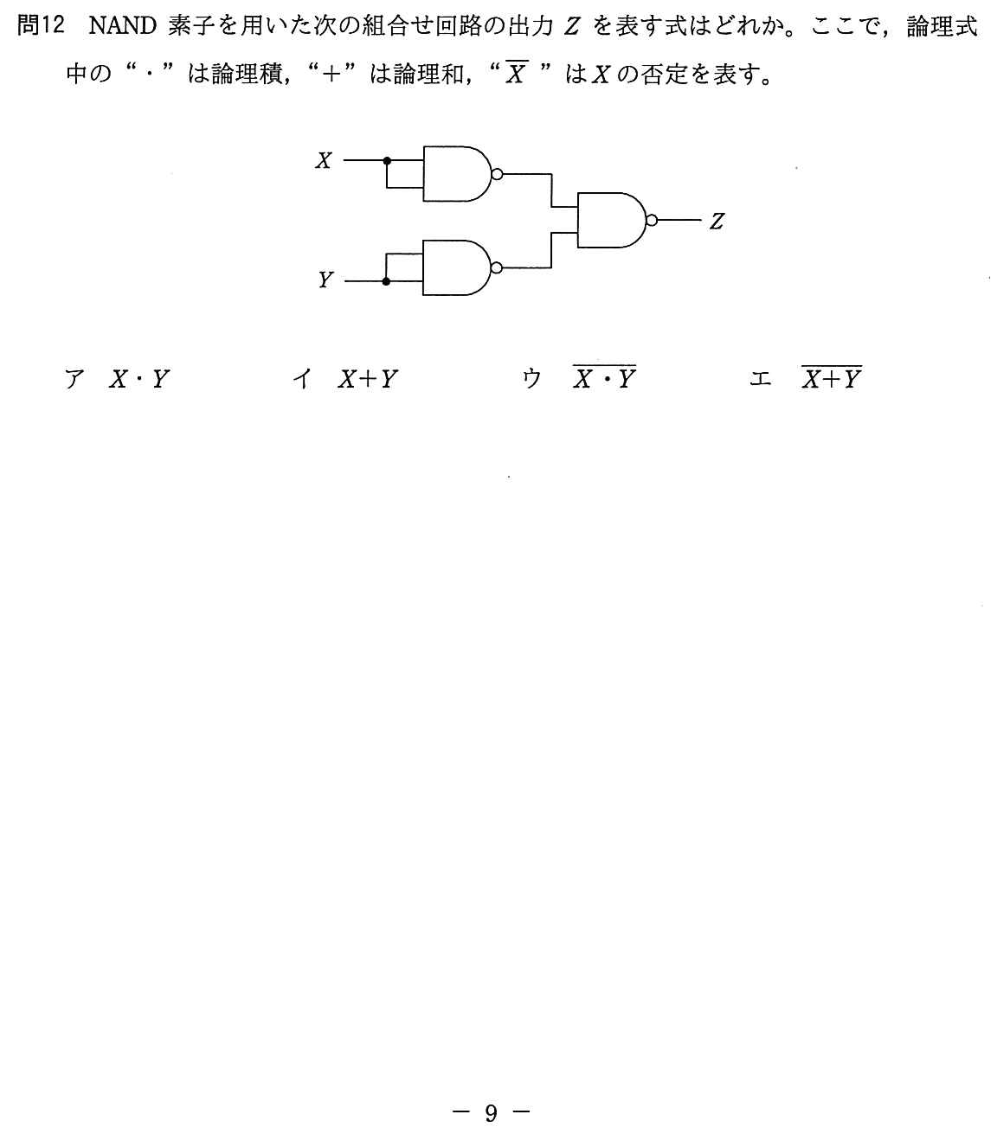 問12 NAND 素子を用いた次の組合せ回路の出力 Z を表す式はどれか。ここで，論理式
中の “・” は論理積，“＋” は論理和，“X̅ ” は X の否定を表す。
X
Z
Y
ア X・Y イ X+Y ウ X̅ ̅・̅ ̅Y̅ エ X̅+̅Y̅
－ 9 －